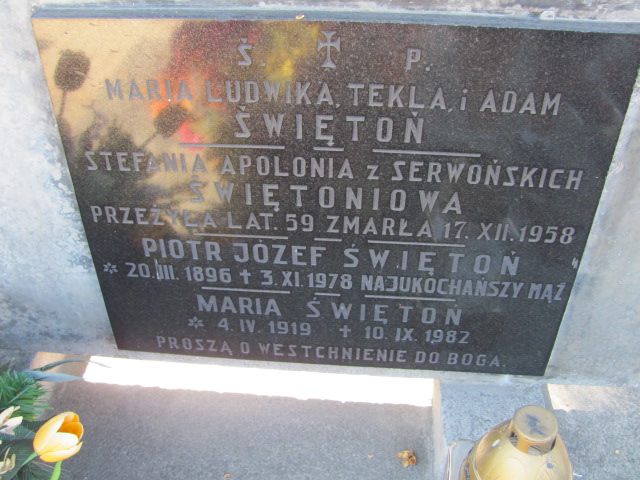 Ś. ✝ P.
MARIA LUDWIKA, TEKLA, i ADAM
ŚWIĘTOŃ
STEFANIA APOLONIA z SERWOŃSKICH
ŚWIĘTONIOWA
PRZEŻYŁA LAT. 59 ZMARŁA 17. XII. 1958
PIOTR JÓZEF ŚWIĘTOŃ
* 20. III. 1896 ✝ 3. XI. 1978 NAJUKOCHAŃSZY MĄŻ
MARIA ŚWIĘTOŃ
* 4. IV. 1919 ✝ 10. IX. 1982
PROSZĄ O WESTCHNIENIE DO BOGA.